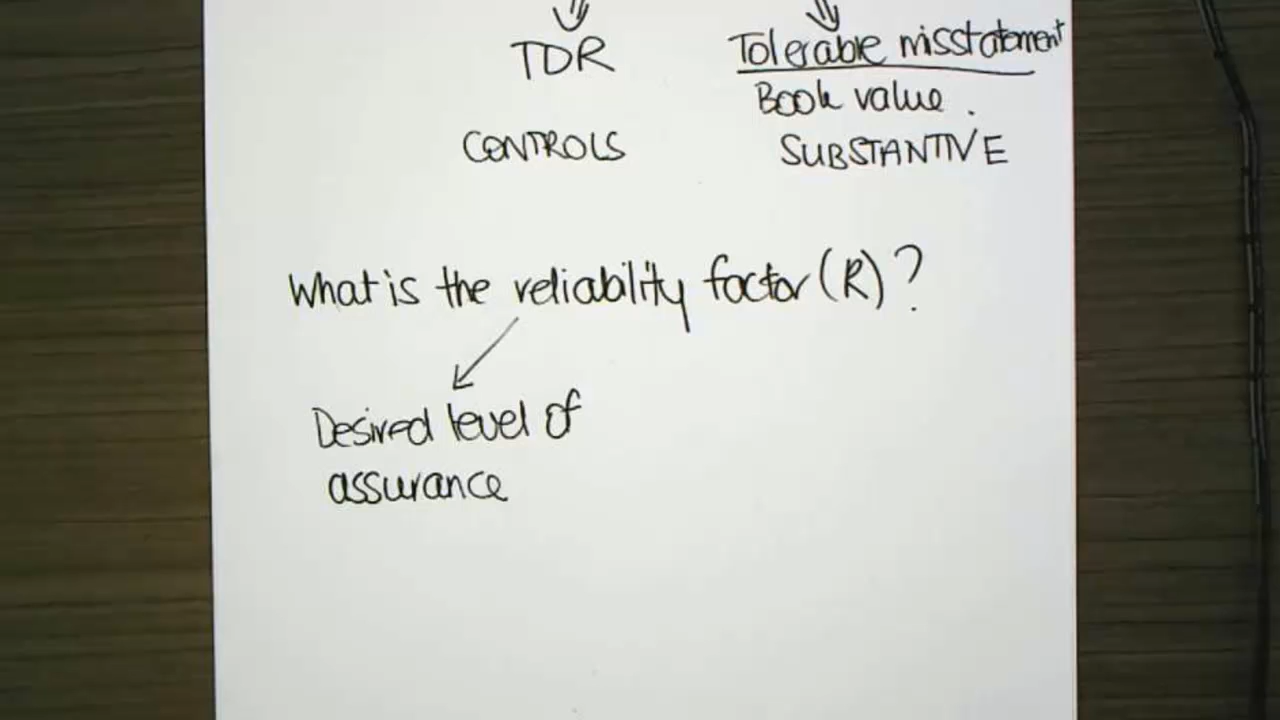 TDR
Tolerable misstatement
Book value.
CONTROLS
SUBSTANTIVE
What is the reliability factor (R)?
Desired level of
assurance